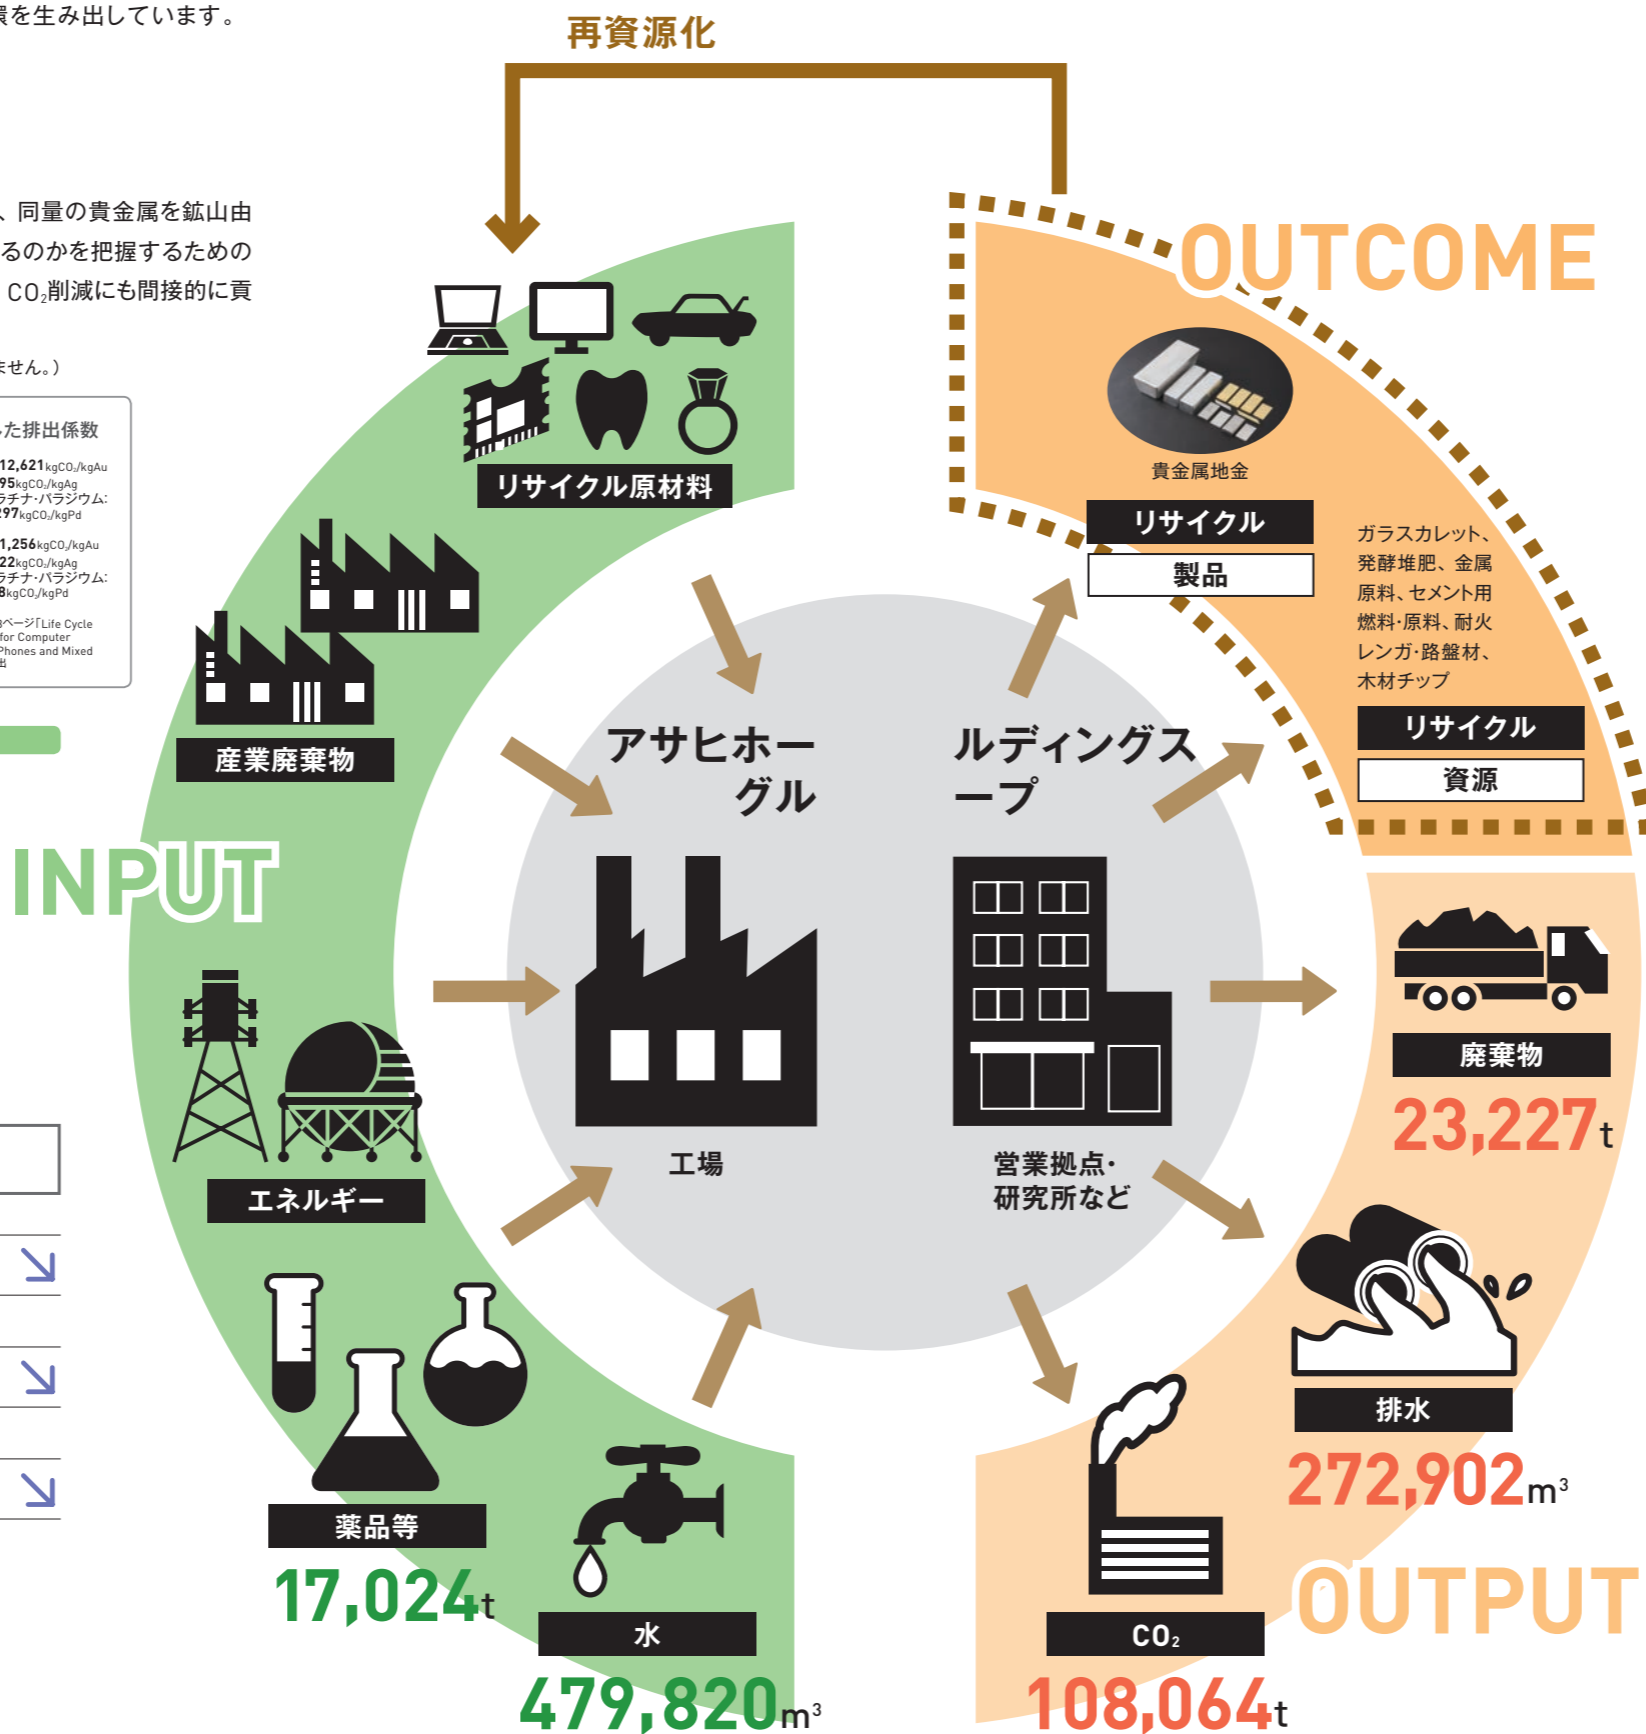 環を生み出しています。
、同量の貴金属を鉱山由
るのかを把握するための
CO₂削減にも間接的に貢
ません。）
た排出係数
12,621kgCO₂/kgAu
95kgCO₂/kgAg
ラチナ・パラジウム:
297kgCO₂/kgPd
1,256kgCO₂/kgAu
22kgCO₂/kgAg
ラチナ・パラジウム:
8kgCO₂/kgPd
8ページ「Life Cycle
for Computer
Phones and Mixed
出
再資源化
INPUT
リサイクル原材料
産業廃棄物
エネルギー
薬品等
17,024t
水
479,820m³
アサヒホールディングス
グループ
工場
営業拠点・
研究所など
OUTCOME
貴金属地金
リサイクル
製品
ガラスカレット、
発酵堆肥、金属
原料、セメント用
燃料・原料、耐火
レンガ・路盤材、
木材チップ
リサイクル
資源
廃棄物
23,227t
排水
272,902m³
OUTPUT
CO₂
108,064t